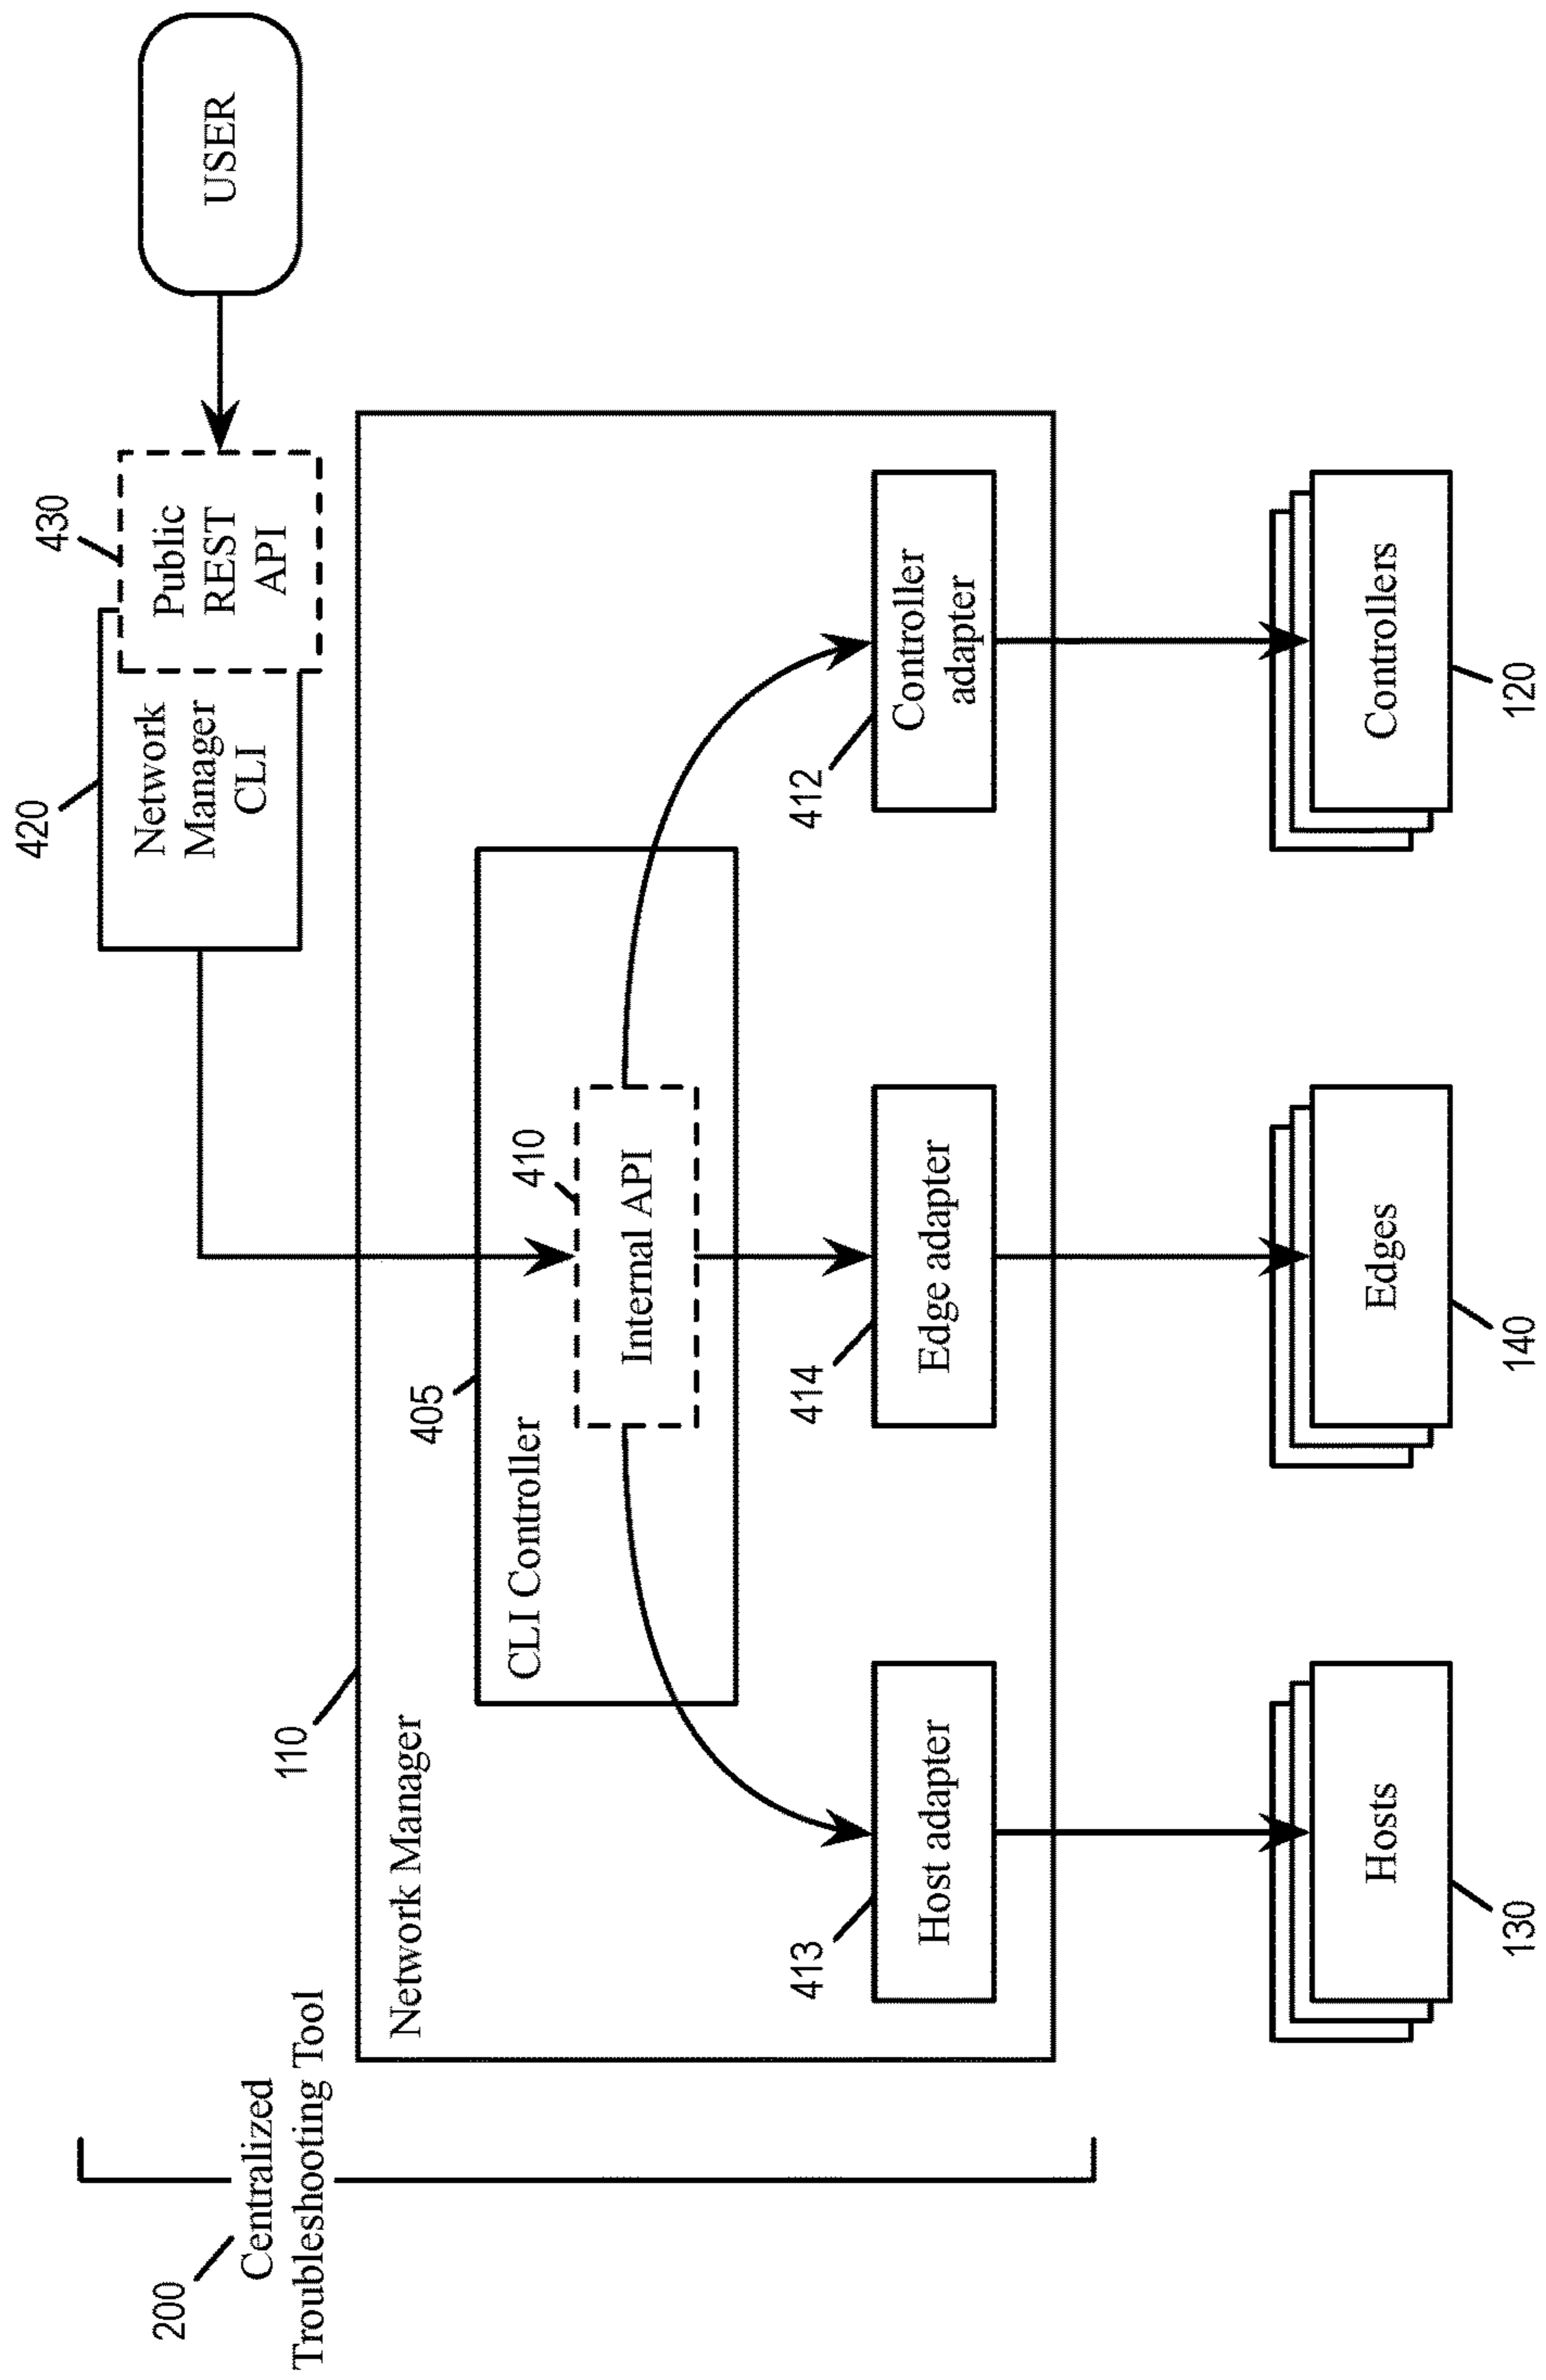 200
Centralized
Troubleshooting Tool
420
Network
Manager
CLI
430
Public
REST
API
USER
110
Network Manager
405
CLI Controller
410
Internal API
413
Host adapter
414
Edge adapter
412
Controller
adapter
Hosts
130
Edges
140
Controllers
120